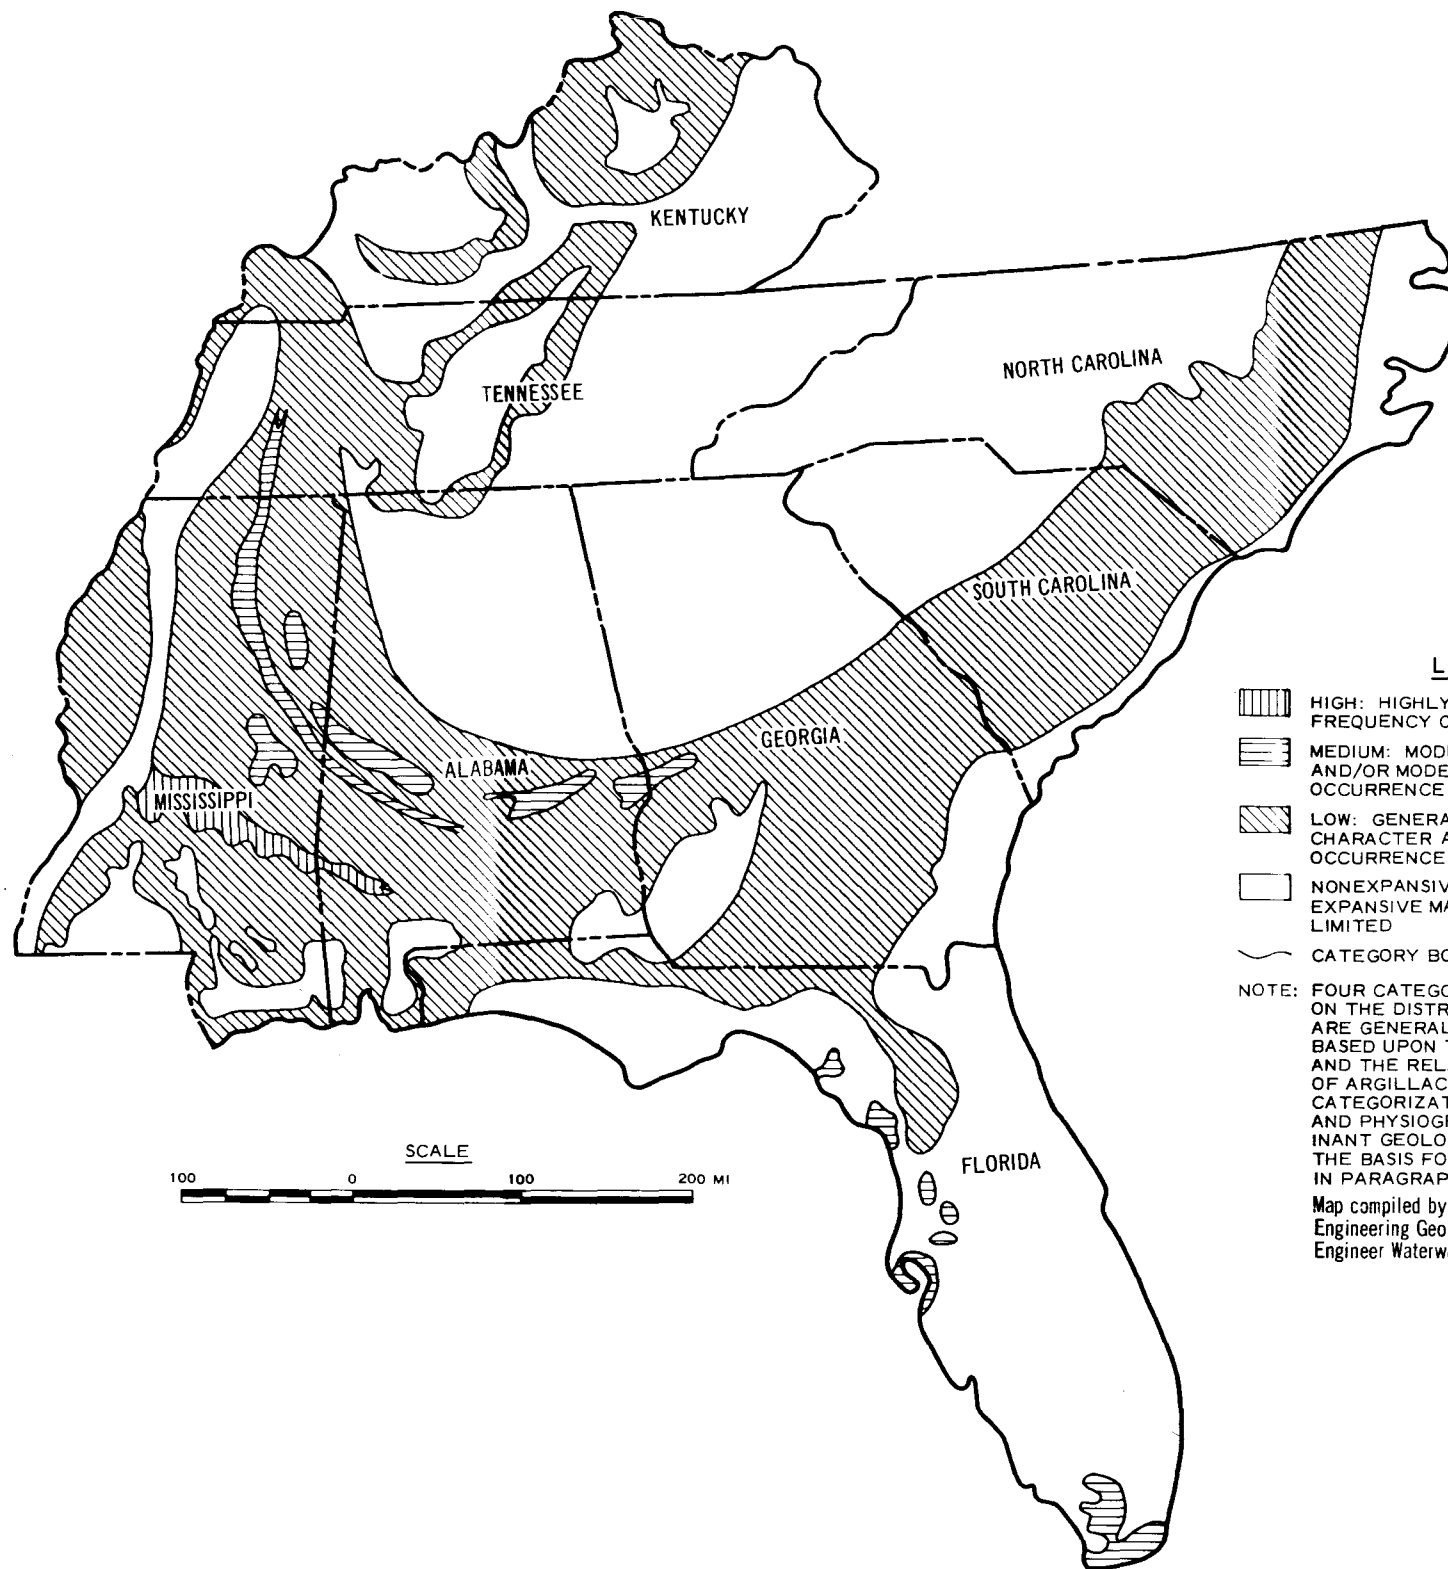 KENTUCKY
NORTH CAROLINA
TENNESSEE
SOUTH CAROLINA
GEORGIA
ALABAMA
MISSISSIPPI
FLORIDA
SCALE
100 0 100 200 MI
L
HIGH: HIGHLY
FREQUENCY O
MEDIUM: MOD
AND/OR MODE
OCCURRENCE
LOW: GENERA
CHARACTER A
OCCURRENCE
NONEXPANSIV
EXPANSIVE MA
LIMITED
CATEGORY BO
NOTE: FOUR CATEGO
ON THE DISTR
ARE GENERAL
BASED UPON T
AND THE REL
OF ARGILLAC
CATEGORIZAT
AND PHYSIOGR
INANT GEOLO
THE BASIS FO
IN PARAGRAP
Map compiled by
Engineering Geo
Engineer Waterw